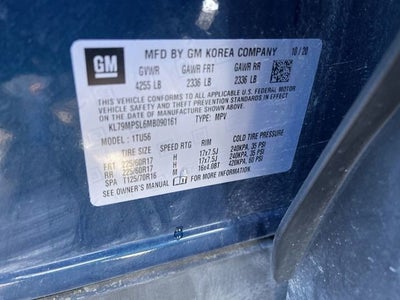 GM
MFD BY GM KOREA COMPANY 10 / 20
GVWR GAWR FRT GAWR RR
4255 LB 2336 LB 2336 LB
THIS VEHICLE CONFORMS TO ALL APPLICABLE U.S. FEDERAL MOTOR
VEHICLE SAFETY AND THEFT PREVENTION STANDARDS IN EFFECT
ON THE DATE OF MANUFACTURE SHOWN ABOVE.
KL79MPSL6MB090161 TYPE: MPV
MODEL: 1TU56
TIRE SIZE SPEED RTG RIM COLD TIRE PRESSURE
FRT 225/60R17 H 17x7.5J 240KPA, 35 PSI
RR 225/60R17 H 17x7.5J 240KPA, 35 PSI
SPA T125/70R16 M 16x4.0BT 420KPA, 60 PSI
SEE OWNER'S MANUAL FOR MORE INFORMATION.